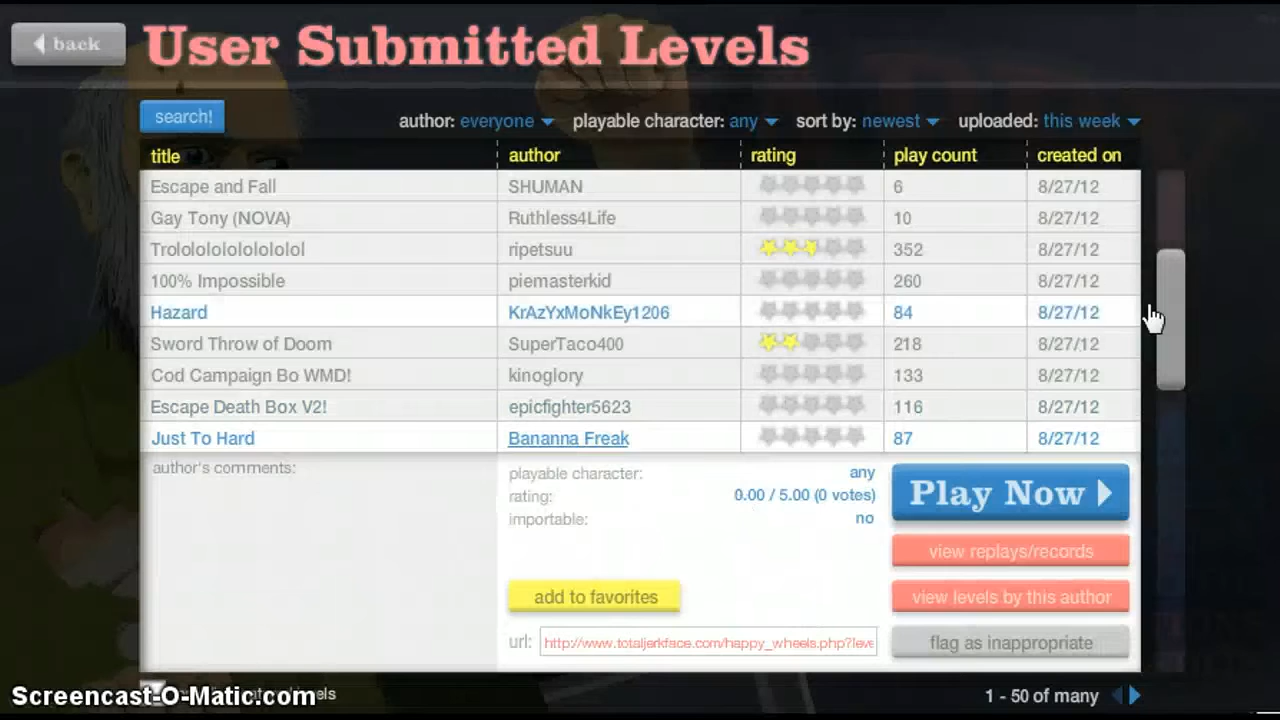 back
User Submitted Levels
search!
author: everyone playable character: any sort by: newest uploaded: this week
title author rating play count created on
Escape and Fall SHUMAN 6 8/27/12
Gay Tony (NOVA) Ruthless4Life 10 8/27/12
Trolololololololol ripetsuu 352 8/27/12
100% Impossible piemasterkid 260 8/27/12
Hazard KrAzYxMoNkEy1206 84 8/27/12
Sword Throw of Doom SuperTaco400 218 8/27/12
Cod Campaign Bo WMD! kinoglory 133 8/27/12
Escape Death Box V2! epicfighter5623 116 8/27/12
Just To Hard Bananna Freak 87 8/27/12
author's comments:
playable character: any
rating: 0.00 / 5.00 (0 votes)
importable: no
Play Now
view replays/records
add to favorites
view levels by this author
url: http://www.totaljerkface.com/happy_wheels.php?leve
flag as inappropriate
Screencast-O-Matic.com
1 - 50 of many